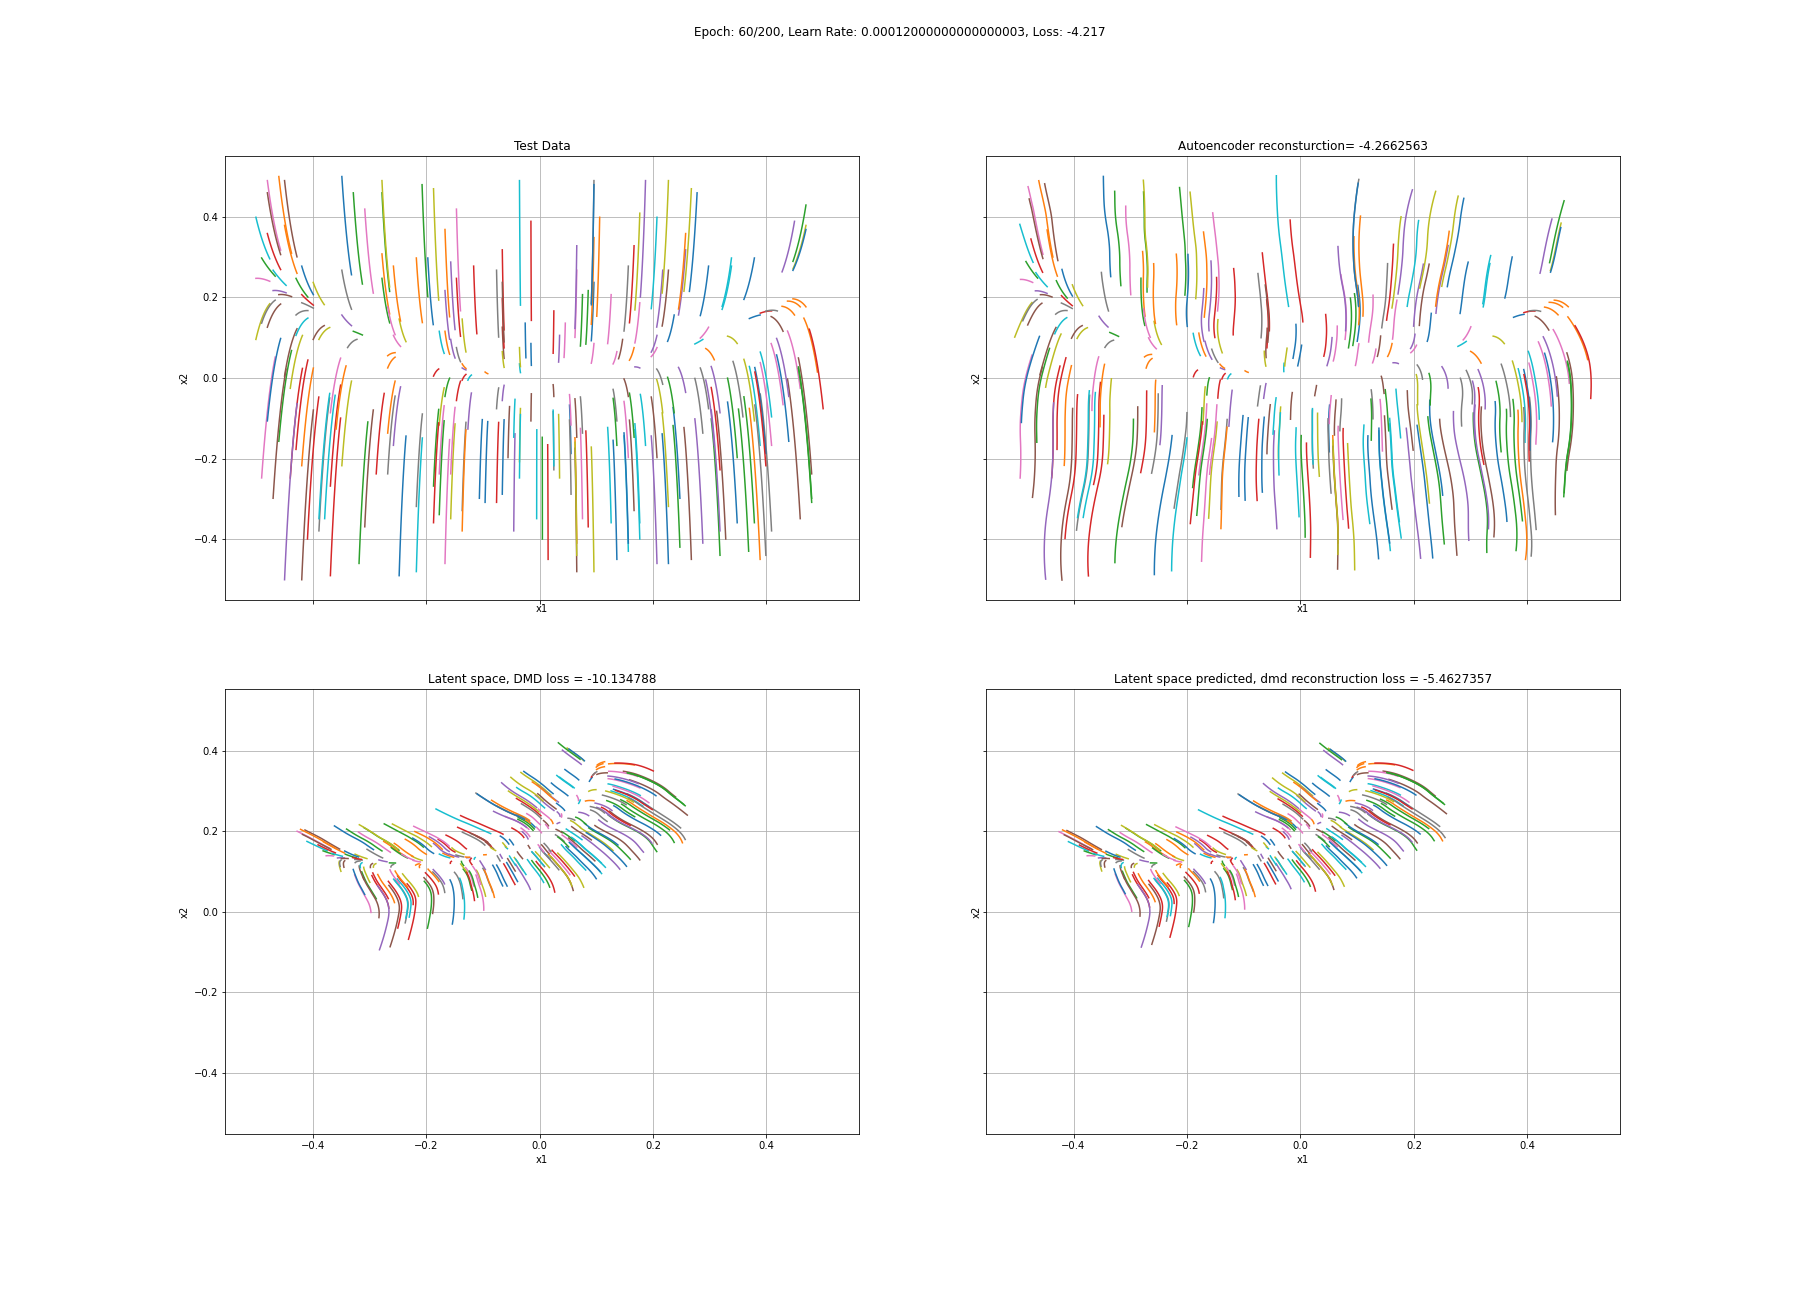 Epoch: 60/200, Learn Rate: 0.00012000000000000003, Loss: -4.217
Test Data
Autoencoder reconsturction= -4.2662563
0.4
0.2
0.0
−0.2
−0.4
x2
x1
x2
x1
Latent space, DMD loss = -10.134788
Latent space predicted, dmd reconstruction loss = -5.4627357
0.4
0.2
0.0
−0.2
−0.4
x2
−0.4
−0.2
0.0
0.2
0.4
x1
x2
−0.4
−0.2
0.0
0.2
0.4
x1